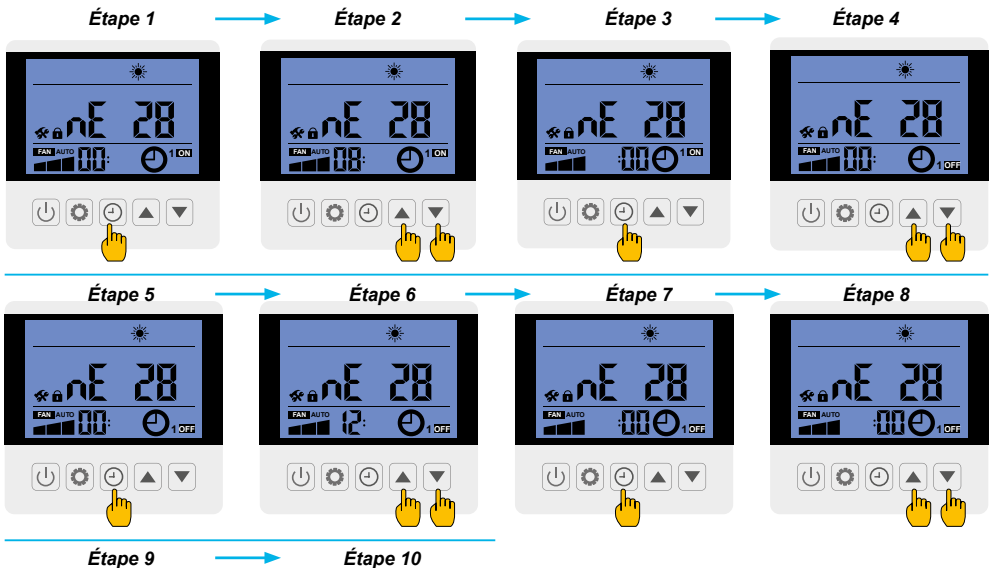 Étape 1 Étape 2 Étape 3 Étape 4
nE 28 nE 28 nE 28 nE 28
FAN AUTO 00: 1 ON FAN AUTO 08: 1 ON FAN AUTO :00 1 ON FAN AUTO 00: 1 OFF
Étape 5 Étape 6 Étape 7 Étape 8
nE 28 nE 28 nE 28 nE 28
FAN AUTO 00: 1 OFF FAN AUTO 12: 1 OFF FAN AUTO :00 1 OFF FAN AUTO :00 1 OFF
Étape 9 Étape 10